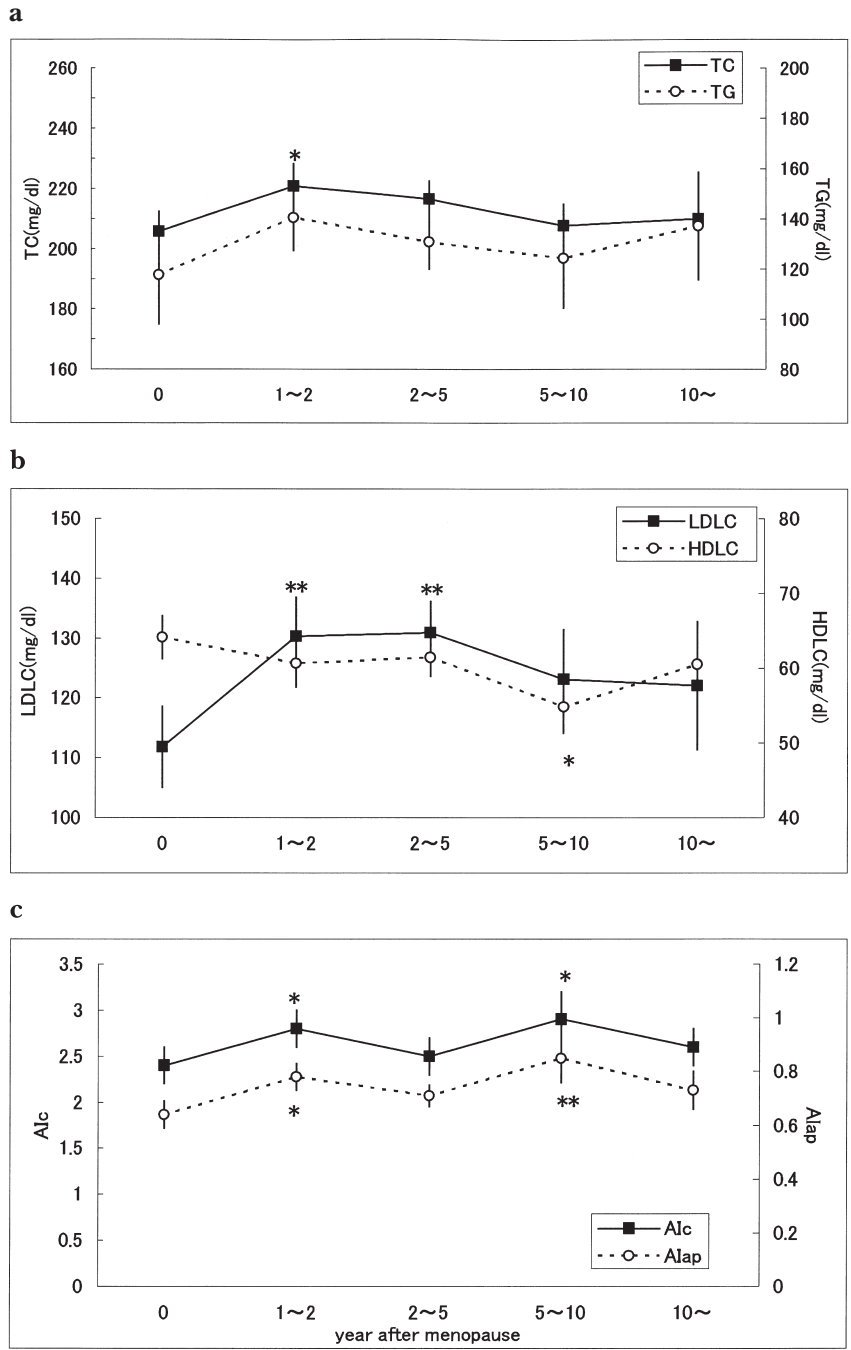 a
TC
TG
TC(mg/dl)
260
240
220
200
180
160
TG(mg/dl)
200
180
160
140
120
100
80
*
0 1～2 2～5 5～10 10～
b
LDLC
HDLC
LDLC(mg/dl)
150
140
130
120
110
100
HDLC(mg/dl)
80
70
60
50
40
** **
*
0 1～2 2～5 5～10 10～
c
AIc
3.5
3
2.5
2
1.5
1
0.5
0
AIap
1.2
1
0.8
0.6
0.4
0.2
0
* *
* **
AIc
AIap
0 1～2 2～5 5～10 10～
year after menopause